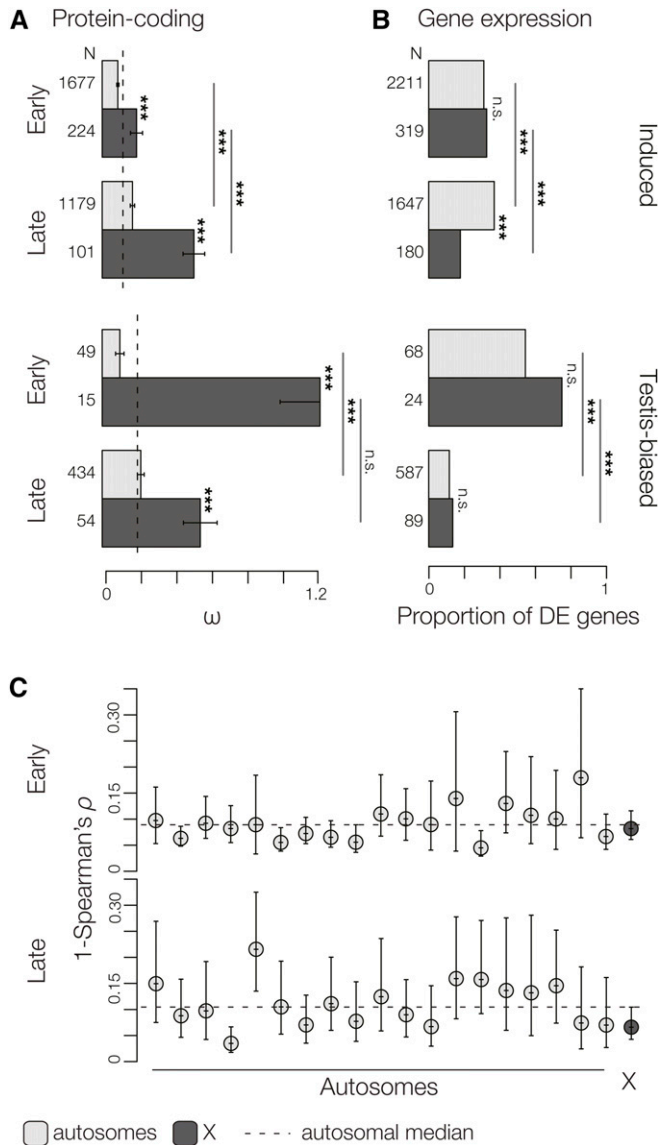 A Protein-coding
B Gene expression
N
N
Early
1677
224
***
***
***
2211
319
n.s.
***
***
Induced
Late
1179
101
***
1647
180
***
Early
49
15
***
***
n.s.
68
24
n.s.
***
***
Testis-biased
Late
434
54
***
587
89
n.s.
0 1.2
ω
0 1
Proportion of DE genes
C
Early
0.30
0.15
0
1-Spearman's ρ
Late
0.30
0.15
0
Autosomes
X
autosomes X autosomal median